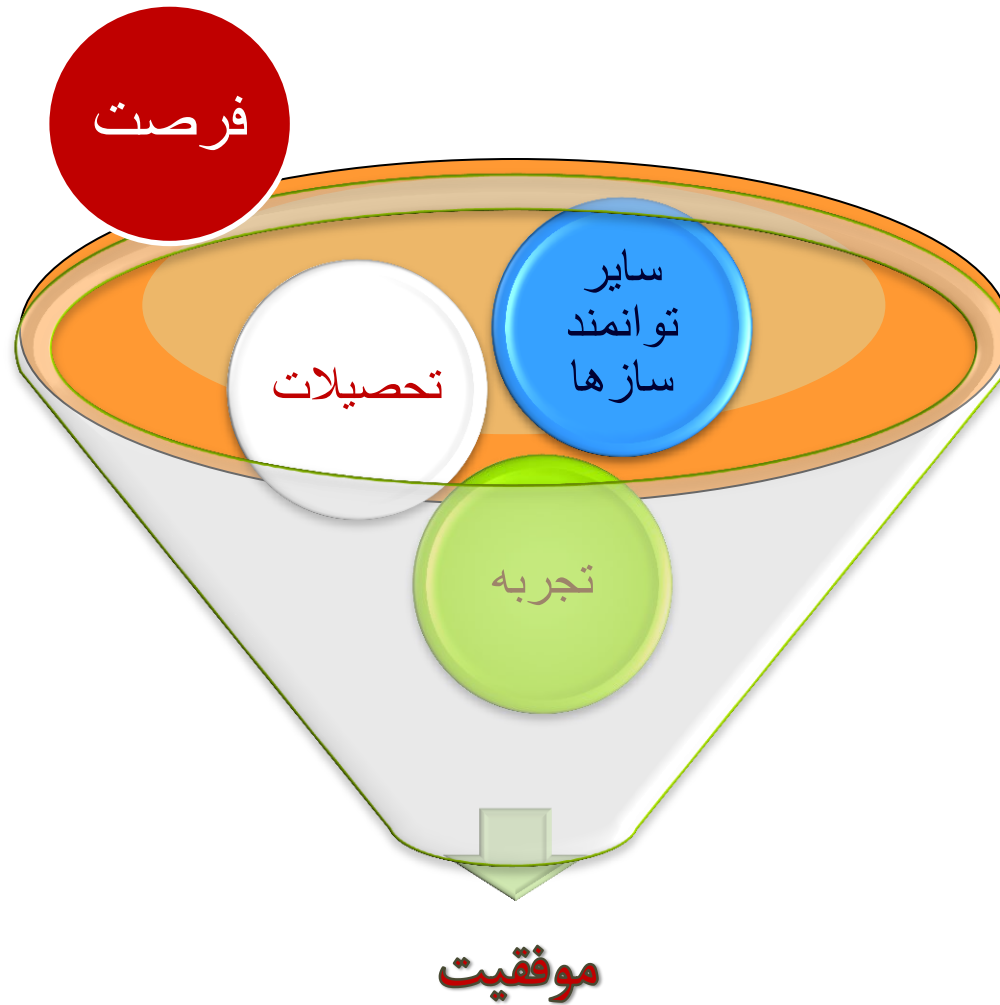 فرصت
سایر
توانمند
سازها
تحصیلات
تجربه
موفقیت